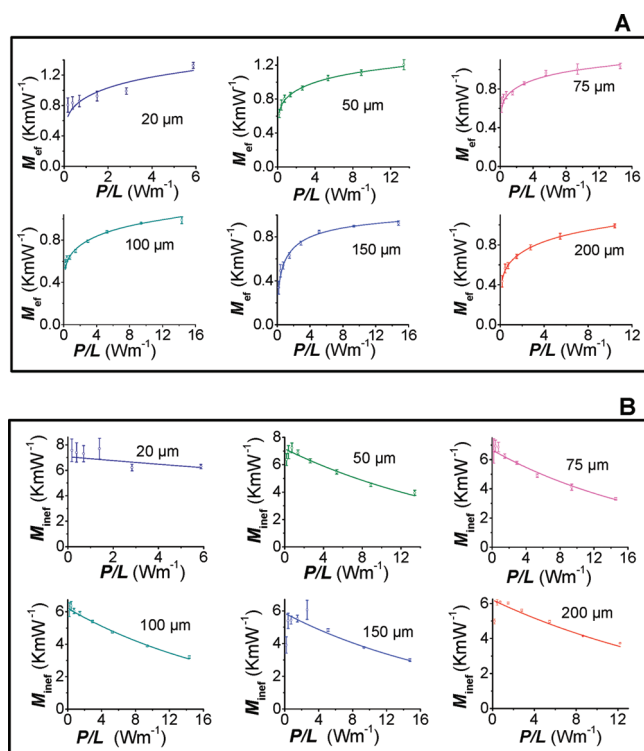 A
M_ef (KmW⁻¹)
1.2
0.8
0.4
0.0
20 µm
0 2 4 6
P/L (Wm⁻¹)
M_ef (KmW⁻¹)
1.2
0.8
0.4
0.0
50 µm
0 4 8 12
P/L (Wm⁻¹)
M_ef (KmW⁻¹)
1.2
0.8
0.4
0.0
75 µm
0 4 8 12 16
P/L (Wm⁻¹)
M_ef (KmW⁻¹)
0.8
0.4
0.0
100 µm
0 4 8 12 16
P/L (Wm⁻¹)
M_ef (KmW⁻¹)
0.8
0.4
0.0
150 µm
0 4 8 12 16
P/L (Wm⁻¹)
M_ef (KmW⁻¹)
0.8
0.4
0.0
200 µm
0 4 8 12
P/L (Wm⁻¹)
B
M_inef (KmW⁻¹)
8
6
4
2
0
20 µm
0 2 4 6
P/L (Wm⁻¹)
M_inef (KmW⁻¹)
8
6
4
2
0
50 µm
0 4 8 12
P/L (Wm⁻¹)
M_inef (KmW⁻¹)
6
4
2
0
75 µm
0 4 8 12 16
P/L (Wm⁻¹)
M_inef (KmW⁻¹)
6
4
2
0
100 µm
0 4 8 12 16
P/L (Wm⁻¹)
M_inef (KmW⁻¹)
6
4
2
0
150 µm
0 4 8 12 16
P/L (Wm⁻¹)
M_inef (KmW⁻¹)
6
4
2
0
200 µm
0 4 8 12
P/L (Wm⁻¹)